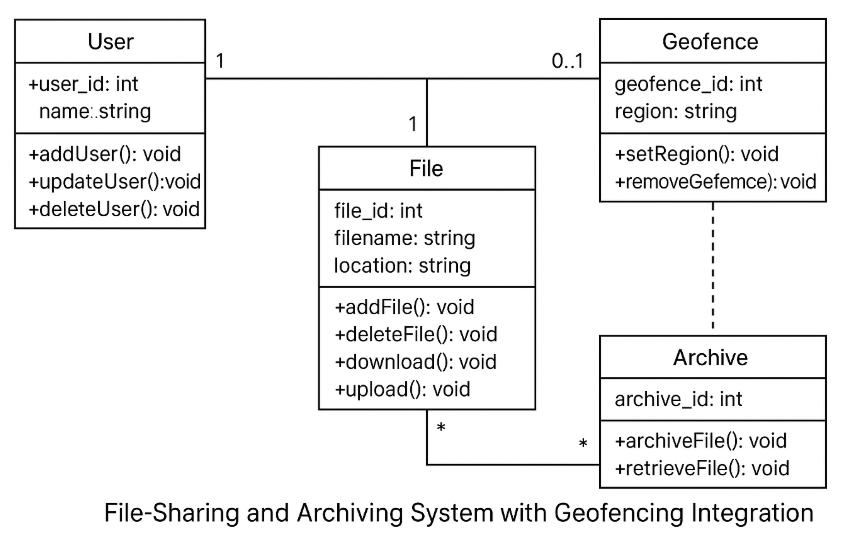 User
+user_id: int
name:.string
+addUser(): void
+updateUser():void
+deleteUser(): void
1
0..1
1
Geofence
geofence_id: int
region: string
+setRegion(): void
+removeGefemce): void
File
file_id: int
filename: string
location: string
+addFile(): void
+deleteFile(): void
+download(): void
+upload(): void
*
*
Archive
archive_id: int
+archiveFile(): void
+retrieveFile(): void
File-Sharing and Archiving System with Geofencing Integration